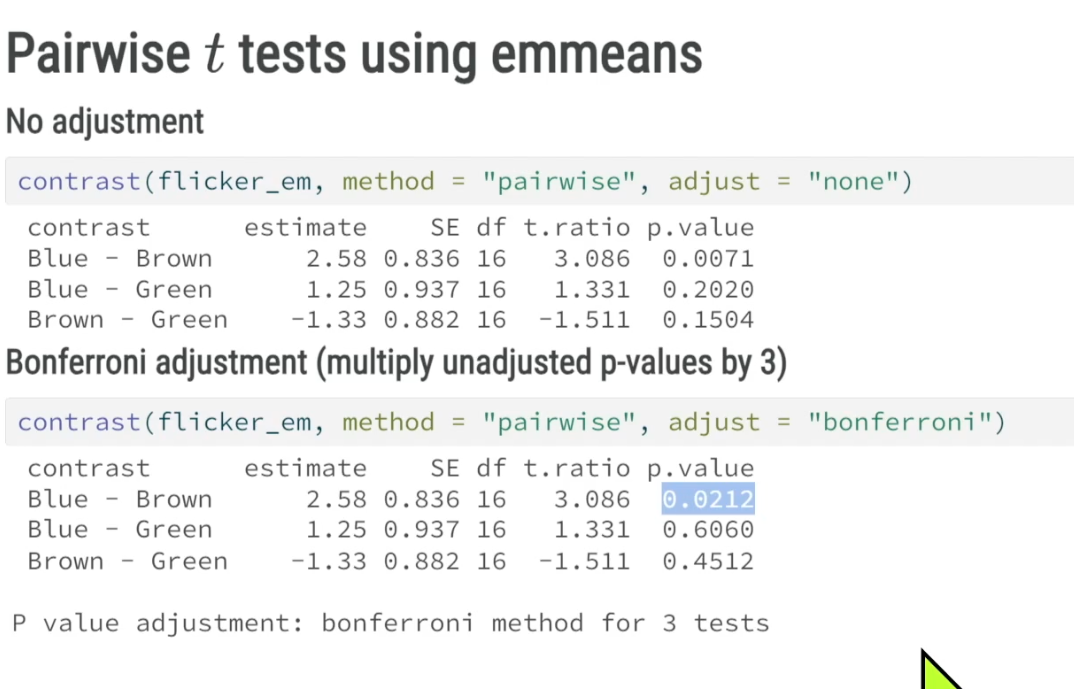 Pairwise t tests using emmeans
No adjustment
contrast(flicker_em, method = "pairwise", adjust = "none")
contrast estimate SE df t.ratio p.value
Blue - Brown 2.58 0.836 16 3.086 0.0071
Blue - Green 1.25 0.937 16 1.331 0.2020
Brown - Green -1.33 0.882 16 -1.511 0.1504
Bonferroni adjustment (multiply unadjusted p-values by 3)
contrast(flicker_em, method = "pairwise", adjust = "bonferroni")
contrast estimate SE df t.ratio p.value
Blue - Brown 2.58 0.836 16 3.086 0.0212
Blue - Green 1.25 0.937 16 1.331 0.6060
Brown - Green -1.33 0.882 16 -1.511 0.4512
P value adjustment: bonferroni method for 3 tests